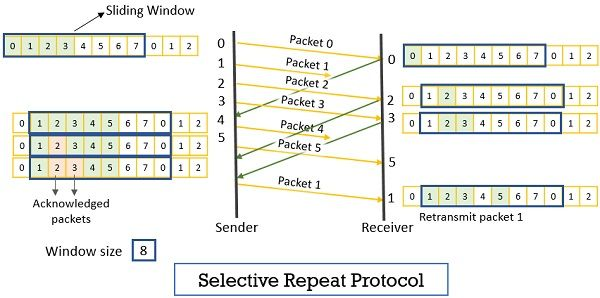 Sliding Window
0 1 2 3 4 5 6 7 0 1 2
0 Packet 0
0
0 1 2 3 4 5 6 7 0 1 2
1 Packet 1
2 Packet 2
2
0 1 2 3 4 5 6 7 0 1 2
3 Packet 3
3
0 1 2 3 4 5 6 7 0 1 2
4 Packet 4
5 Packet 5
5
0 1 2 3 4 5 6 7 0
0 1 2 3 4 5 6 7 0
0 1 2 3 4 5 6 7 0
Packet 1
1
0 1 2 3 4 5 6 7 0 1 2
Acknowledged
packets
Retransmit packet 1
Sender
Receiver
Window size 8
Selective Repeat Protocol